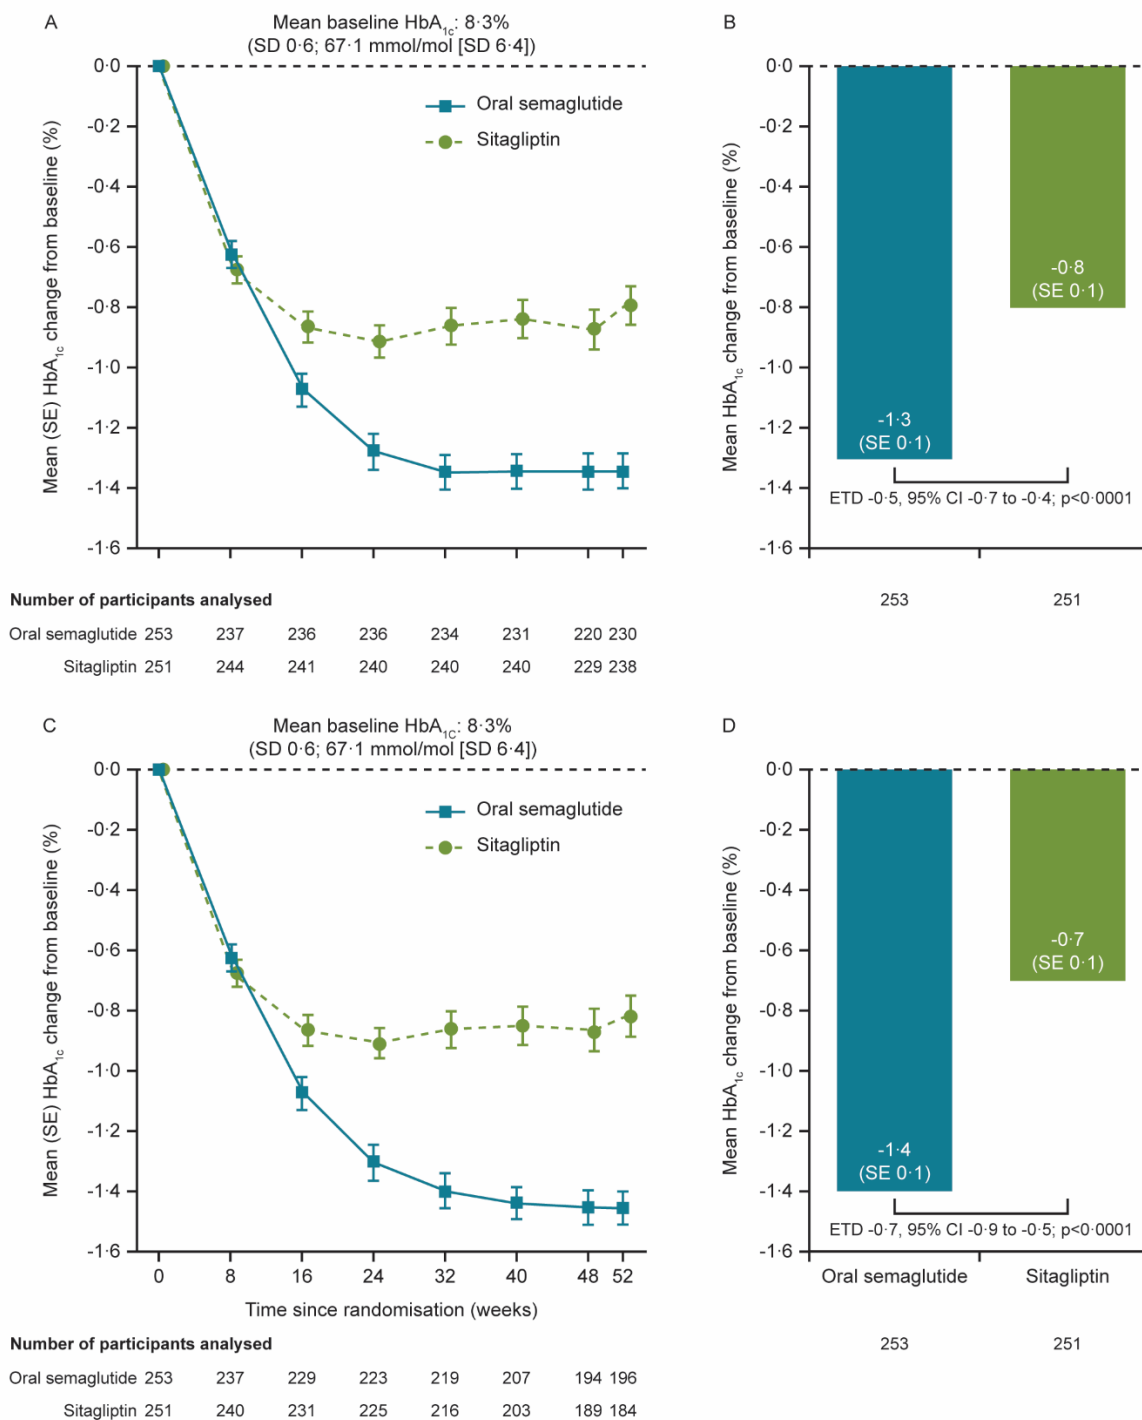 A
Mean baseline HbA1c: 8·3%
(SD 0·6; 67·1 mmol/mol [SD 6·4])
Mean (SE) HbA1c change from baseline (%)
0·0
-0·2
-0·4
-0·6
-0·8
-1·0
-1·2
-1·4
-1·6
Oral semaglutide
Sitagliptin
Number of participants analysed
Oral semaglutide 253 237 236 236 234 231 220 230
Sitagliptin 251 244 241 240 240 240 229 238
B
Mean HbA1c change from baseline (%)
0·0
-0·2
-0·4
-0·6
-0·8
-1·0
-1·2
-1·4
-1·6
-0·8
(SE 0·1)
-1·3
(SE 0·1)
ETD -0·5, 95% CI -0·7 to -0·4; p<0·0001
253 251
C
Mean baseline HbA1C: 8·3%
(SD 0·6; 67·1 mmol/mol [SD 6·4])
Mean (SE) HbA1c change from baseline (%)
0·0
-0·2
-0·4
-0·6
-0·8
-1·0
-1·2
-1·4
-1·6
Oral semaglutide
Sitagliptin
0 8 16 24 32 40 48 52
Time since randomisation (weeks)
Number of participants analysed
Oral semaglutide 253 237 229 223 219 207 194 196
Sitagliptin 251 240 231 225 216 203 189 184
D
Mean HbA1c change from baseline (%)
0·0
-0·2
-0·4
-0·6
-0·8
-1·0
-1·2
-1·4
-1·6
-0·7
(SE 0·1)
-1·4
(SE 0·1)
ETD -0·7, 95% CI -0·9 to -0·5; p<0·0001
Oral semaglutide Sitagliptin
253 251